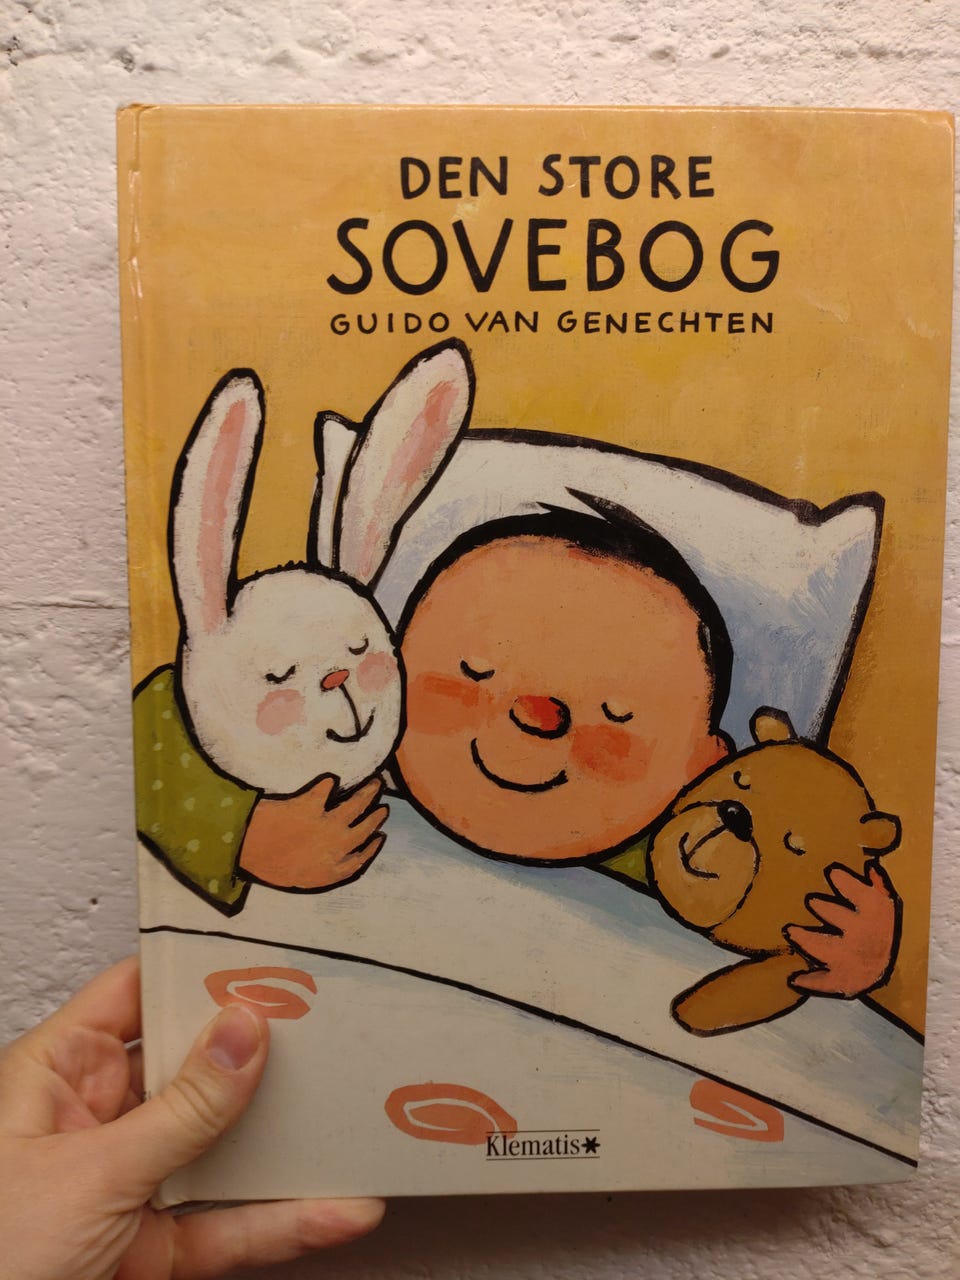 DEN STORE
SOVEBOG
GUIDO VAN GENECHTEN
Klematis